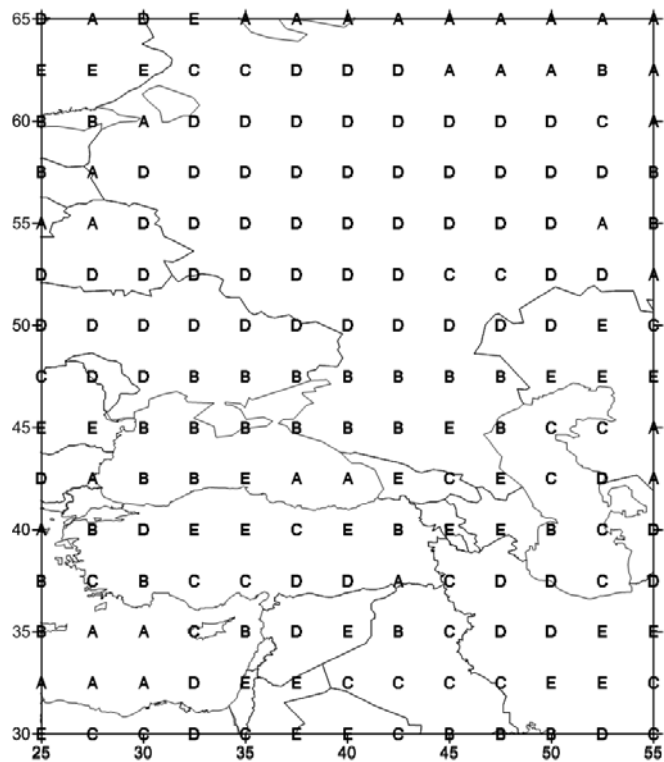 65 D A D E A A A A A A A A A
E E E C C D D D A A A B A
60 B B A D D D D D D D D C A
B A D D D D D D D D D D B
55 A A D D D D D D D D D A B
D D D D D D D D C C D D A
50 D D D D D D D D D D D E C
C D D B B B B B B B E E E
45 E E B B B B B B E B C C A
D A B B E A A E C E C D A
40 A B D E E C E B E E B C D
B C B C C D D A C D D C D
35 B A A C B D E B C D D E E
A A A D E E C C C C E E C
30 E C C D C E E C B B B D C
25 30 35 40 45 50 55